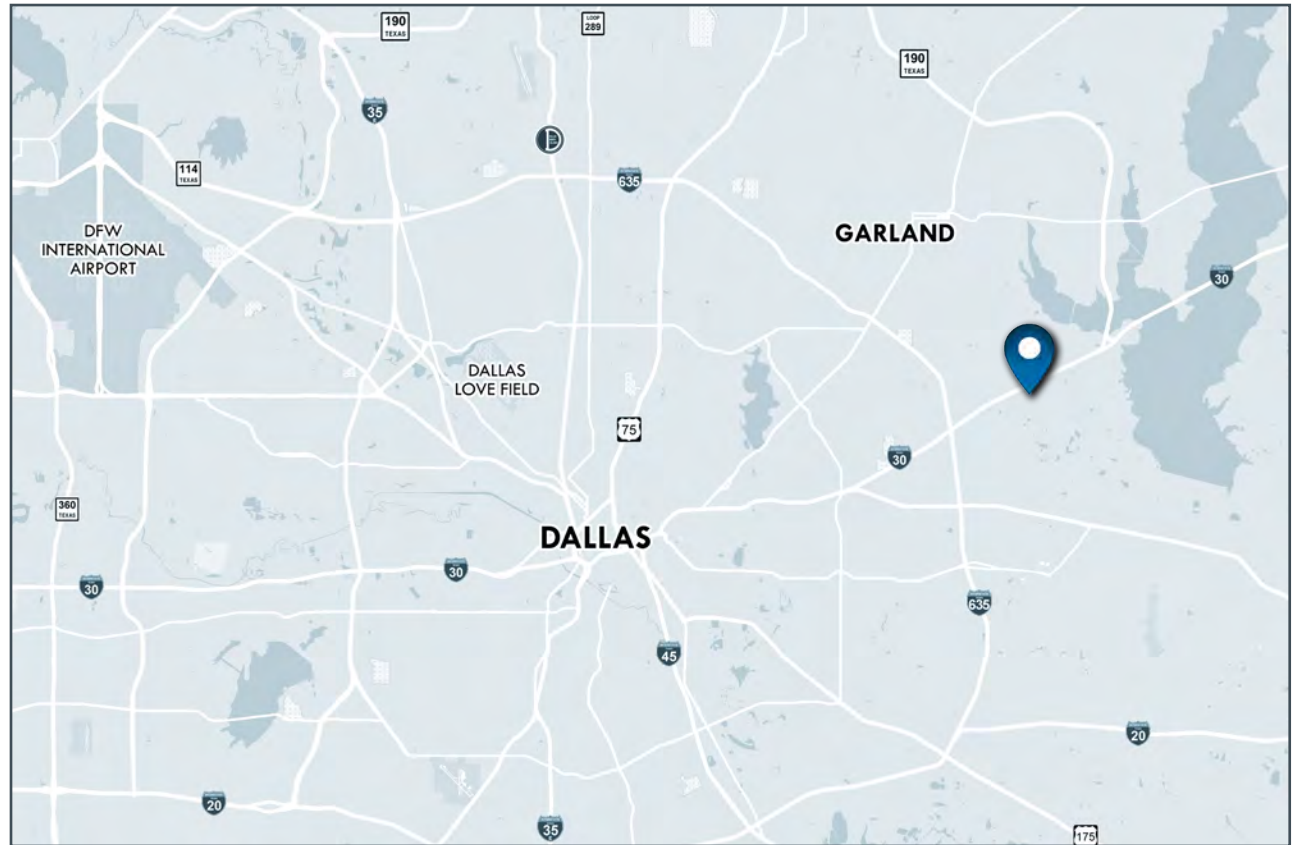 190
TEXAS
LOOP
289
190
TEXAS
35
114
TEXAS
635
DFW
INTERNATIONAL
AIRPORT
GARLAND
30
DALLAS
LOVE FIELD
75
30
360
TEXAS
DALLAS
30
30
635
45
20
20
35
175